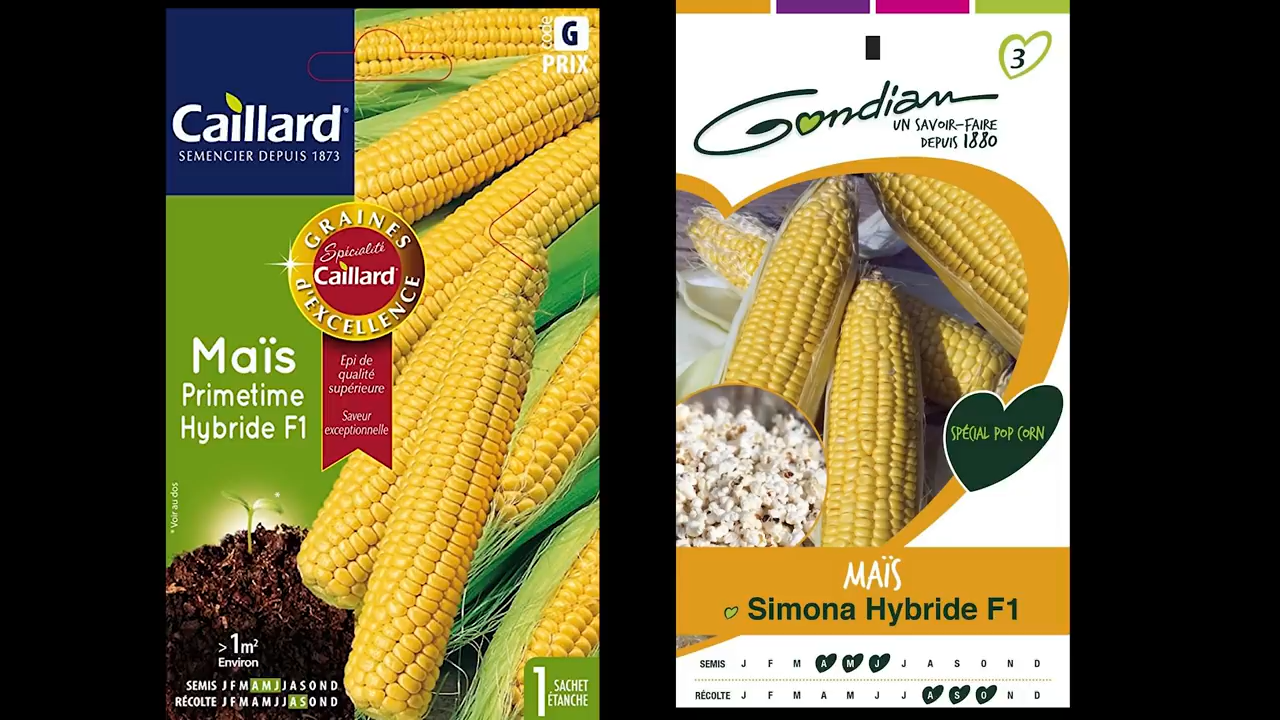 Caillard
SEMENCIER DEPUIS 1873
code G
PRIX
GRAINES
Spécialité
Caillard
d'EXCELLENCE
Epi de
qualité
supérieure
Saveur
exceptionnelle
Maïs
Primetime
Hybride F1
* Voir au dos
*
> 1m²
Environ
SEMIS J F M A M J J A S O N D
RÉCOLTE J F M A M J J A S O N D
1 SACHET
ÉTANCHE
3
Gondian
UN SAVOIR-FAIRE
DEPUIS 1880
SPÉCIAL POP CORN
MAÏS
Simona Hybride F1
SEMIS J F M A M J J A S O N D
RÉCOLTE J F M A M J J A S O N D